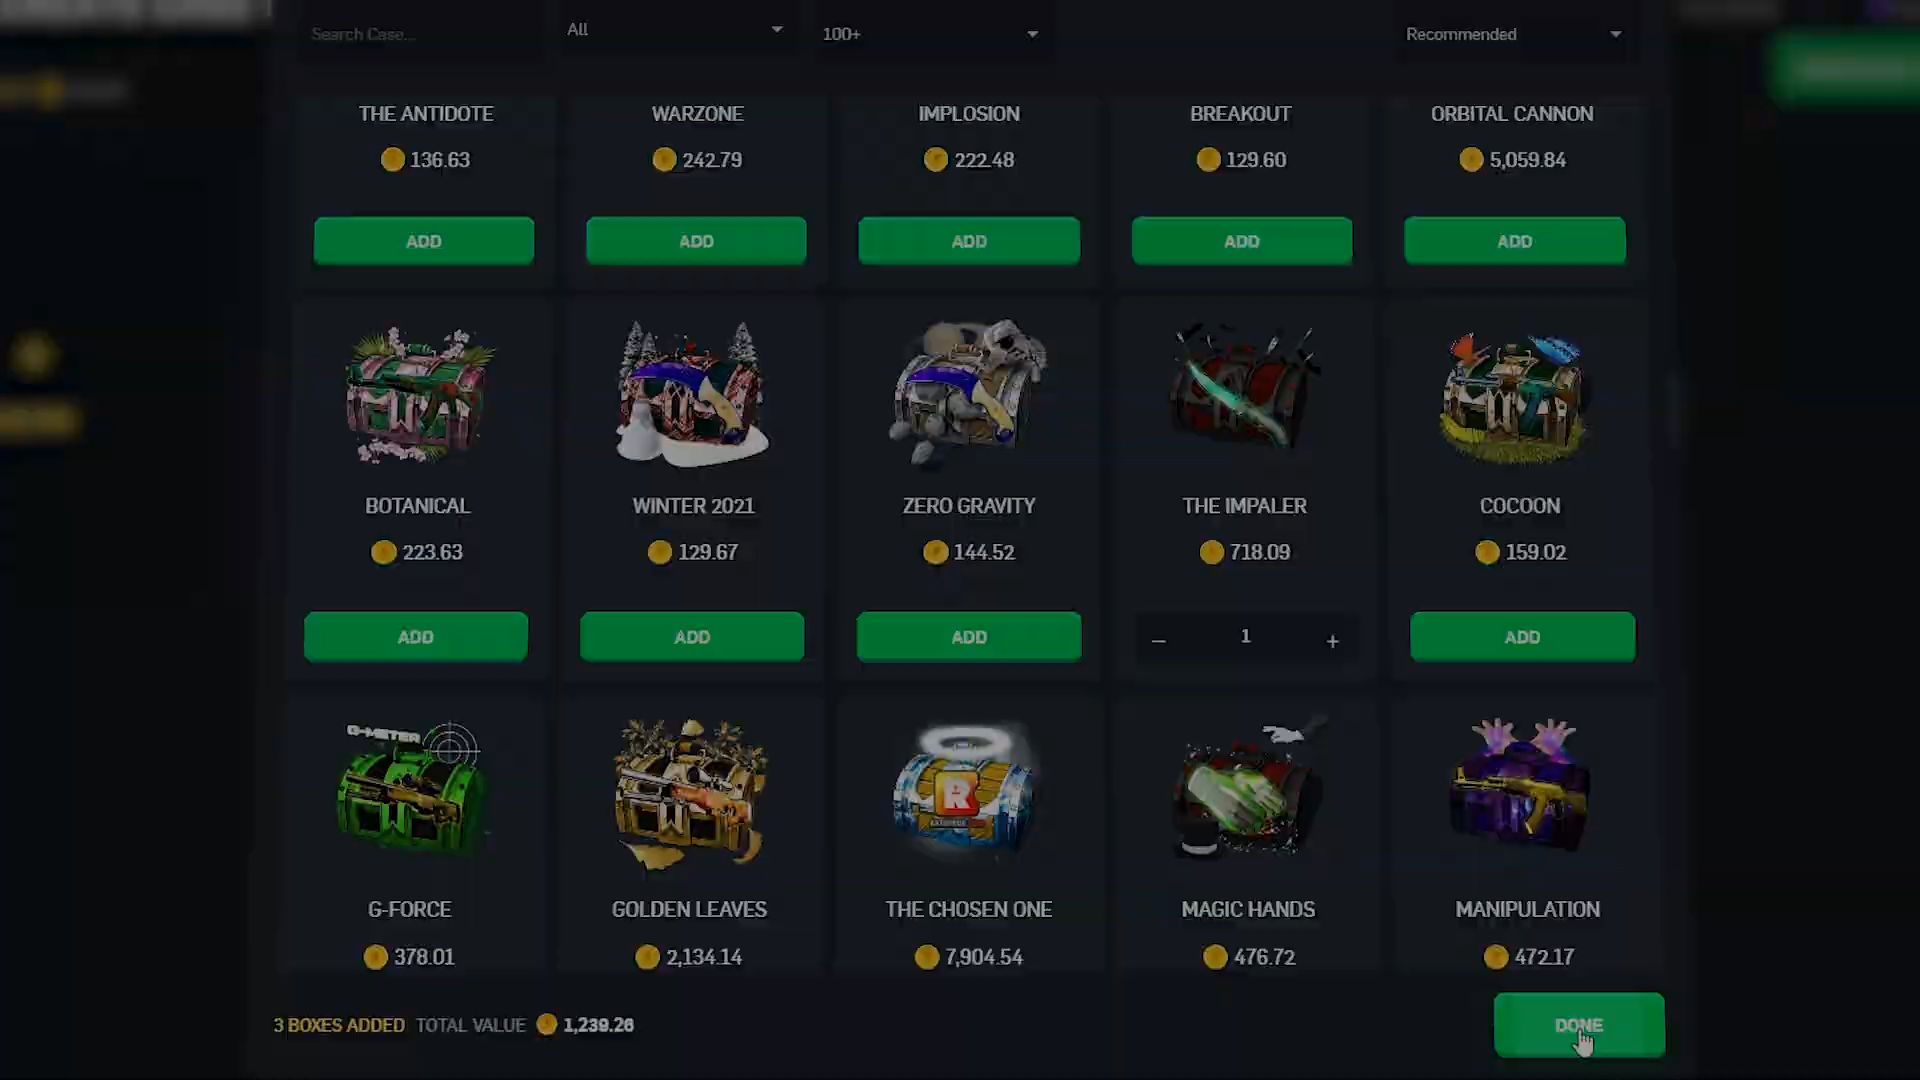 Search Case...
All
100+
Recommended
THE ANTIDOTE
WARZONE
IMPLOSION
BREAKOUT
ORBITAL CANNON
136.63
242.79
222.48
129.60
5,059.84
ADD
ADD
ADD
ADD
ADD
BOTANICAL
WINTER 2021
ZERO GRAVITY
THE IMPALER
COCOON
223.63
129.67
144.52
718.09
159.02
ADD
ADD
ADD
– 1 +
ADD
G-METER
R
G-FORCE
GOLDEN LEAVES
THE CHOSEN ONE
MAGIC HANDS
MANIPULATION
378.01
2,134.14
7,904.54
476.72
472.17
3 BOXES ADDED TOTAL VALUE 1,239.26
DONE